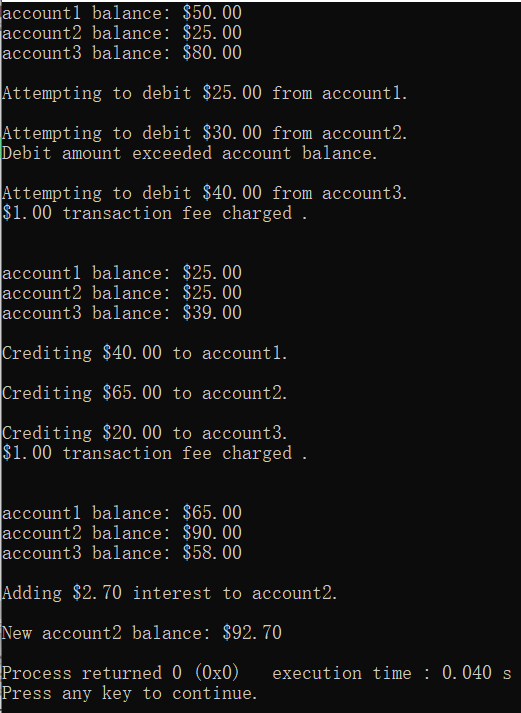 account1 balance: $50.00
account2 balance: $25.00
account3 balance: $80.00
Attempting to debit $25.00 from account1.
Attempting to debit $30.00 from account2.
Debit amount exceeded account balance.
Attempting to debit $40.00 from account3.
$1.00 transaction fee charged .
account1 balance: $25.00
account2 balance: $25.00
account3 balance: $39.00
Crediting $40.00 to account1.
Crediting $65.00 to account2.
Crediting $20.00 to account3.
$1.00 transaction fee charged .
account1 balance: $65.00
account2 balance: $90.00
account3 balance: $58.00
Adding $2.70 interest to account2.
New account2 balance: $92.70
Process returned 0 (0x0)   execution time : 0.040 s
Press any key to continue.